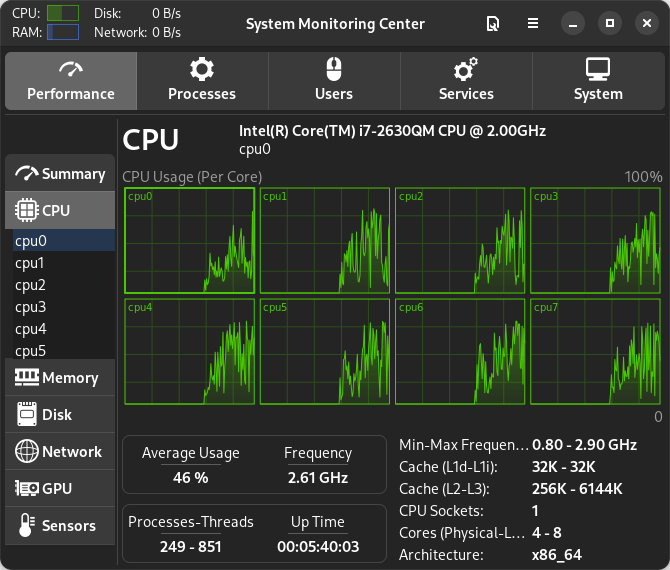 CPU: Disk: 0 B/s
RAM: Network: 0 B/s
System Monitoring Center
Performance
Processes
Users
Services
System
Summary
CPU
cpu0
cpu1
cpu2
cpu3
cpu4
cpu5
Memory
Disk
Network
GPU
Sensors
CPU
Intel(R) Core(TM) i7-2630QM CPU @ 2.00GHz
cpu0
CPU Usage (Per Core) 100%
cpu0 cpu1 cpu2 cpu3
cpu4 cpu5 cpu6 cpu7
0
Average Usage Frequency
46 % 2.61 GHz
Processes-Threads Up Time
249 - 851 00:05:40:03
Min-Max Frequen... 0.80 - 2.90 GHz
Cache (L1d-L1i): 32K - 32K
Cache (L2-L3): 256K - 6144K
CPU Sockets: 1
Cores (Physical-L... 4 - 8
Architecture: x86_64